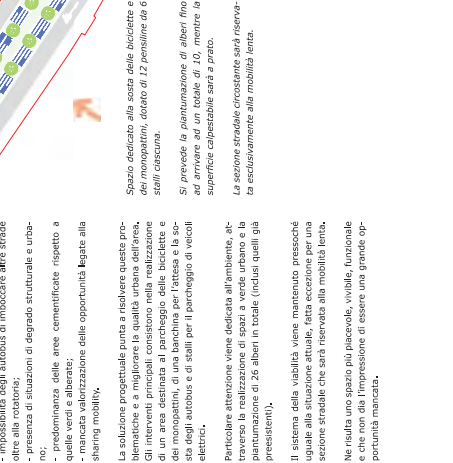 - impossibilità degli autobus di imboccare altre strade
oltre alla rotatoria;
- presenza di situazioni di degrado strutturale e urba-
no;
- predominanza delle aree cementificate rispetto a
quelle verdi e alberate;
- mancata valorizzazione delle opportunità legate alla
sharing mobility.
La soluzione progettuale punta a risolvere queste pro-
blematiche e a migliorare la qualità urbana dell'area.
Gli interventi principali consistono nella realizzazione
di un area destinata al parcheggio delle biciclette e
dei monopattini, di una banchina per l'attesa e la so-
sta degli autobus e di stalli per il parcheggio di veicoli
elettrici.
Particolare attenzione viene dedicata all'ambiente, at-
traverso la realizzazione di spazi a verde urbano e la
piantumazione di 26 alberi in totale (inclusi quelli già
preesistenti).
Il sistema della viabilità viene mantenuto pressoché
uguale alla situazione attuale, fatta eccezione per una
sezione stradale che sarà riservata alla mobilità lenta.
Ne risulta uno spazio più piacevole, vivibile, funzionale
e che non dia l'impressione di essere una grande op-
portunità mancata.
Spazio dedicato alla sosta delle biciclette e
dei monopattini, dotato di 12 pensiline da 6
stalli ciascuna.
Si prevede la piantumazione di alberi fino
ad arrivare ad un totale di 10, mentre la
superficie calpestabile sarà a prato.
La sezione stradale circostante sarà riserva-
ta esclusivamente alla mobilità lenta.